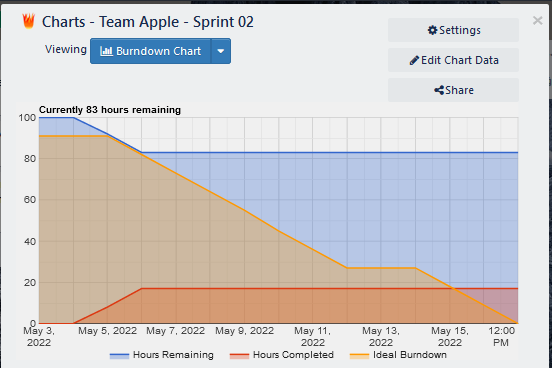 Charts - Team Apple - Sprint 02
×
Viewing
Burndown Chart
Settings
Edit Chart Data
Share
Currently 83 hours remaining
100
80
60
40
20
0
May 3, 2022
May 5, 2022
May 7, 2022
May 9, 2022
May 11, 2022
May 13, 2022
May 15, 2022
12:00 PM
Hours Remaining
Hours Completed
Ideal Burndown